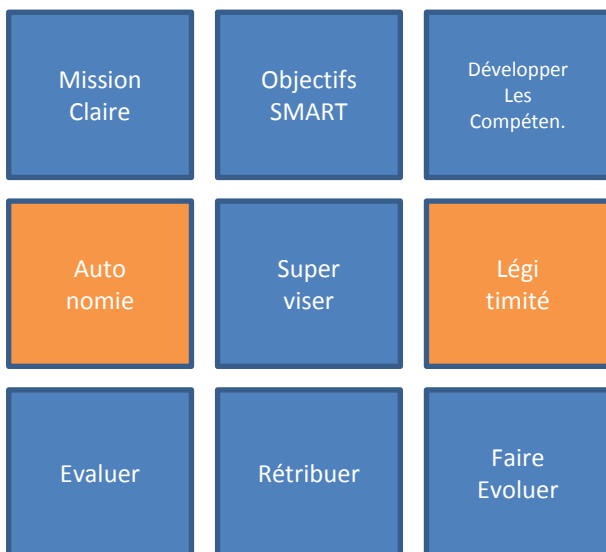 Mission
Claire
Objectifs
SMART
Développer
Les
Compéten.
Auto
nomie
Super
viser
Légi
timité
Evaluer
Rétribuer
Faire
Evoluer